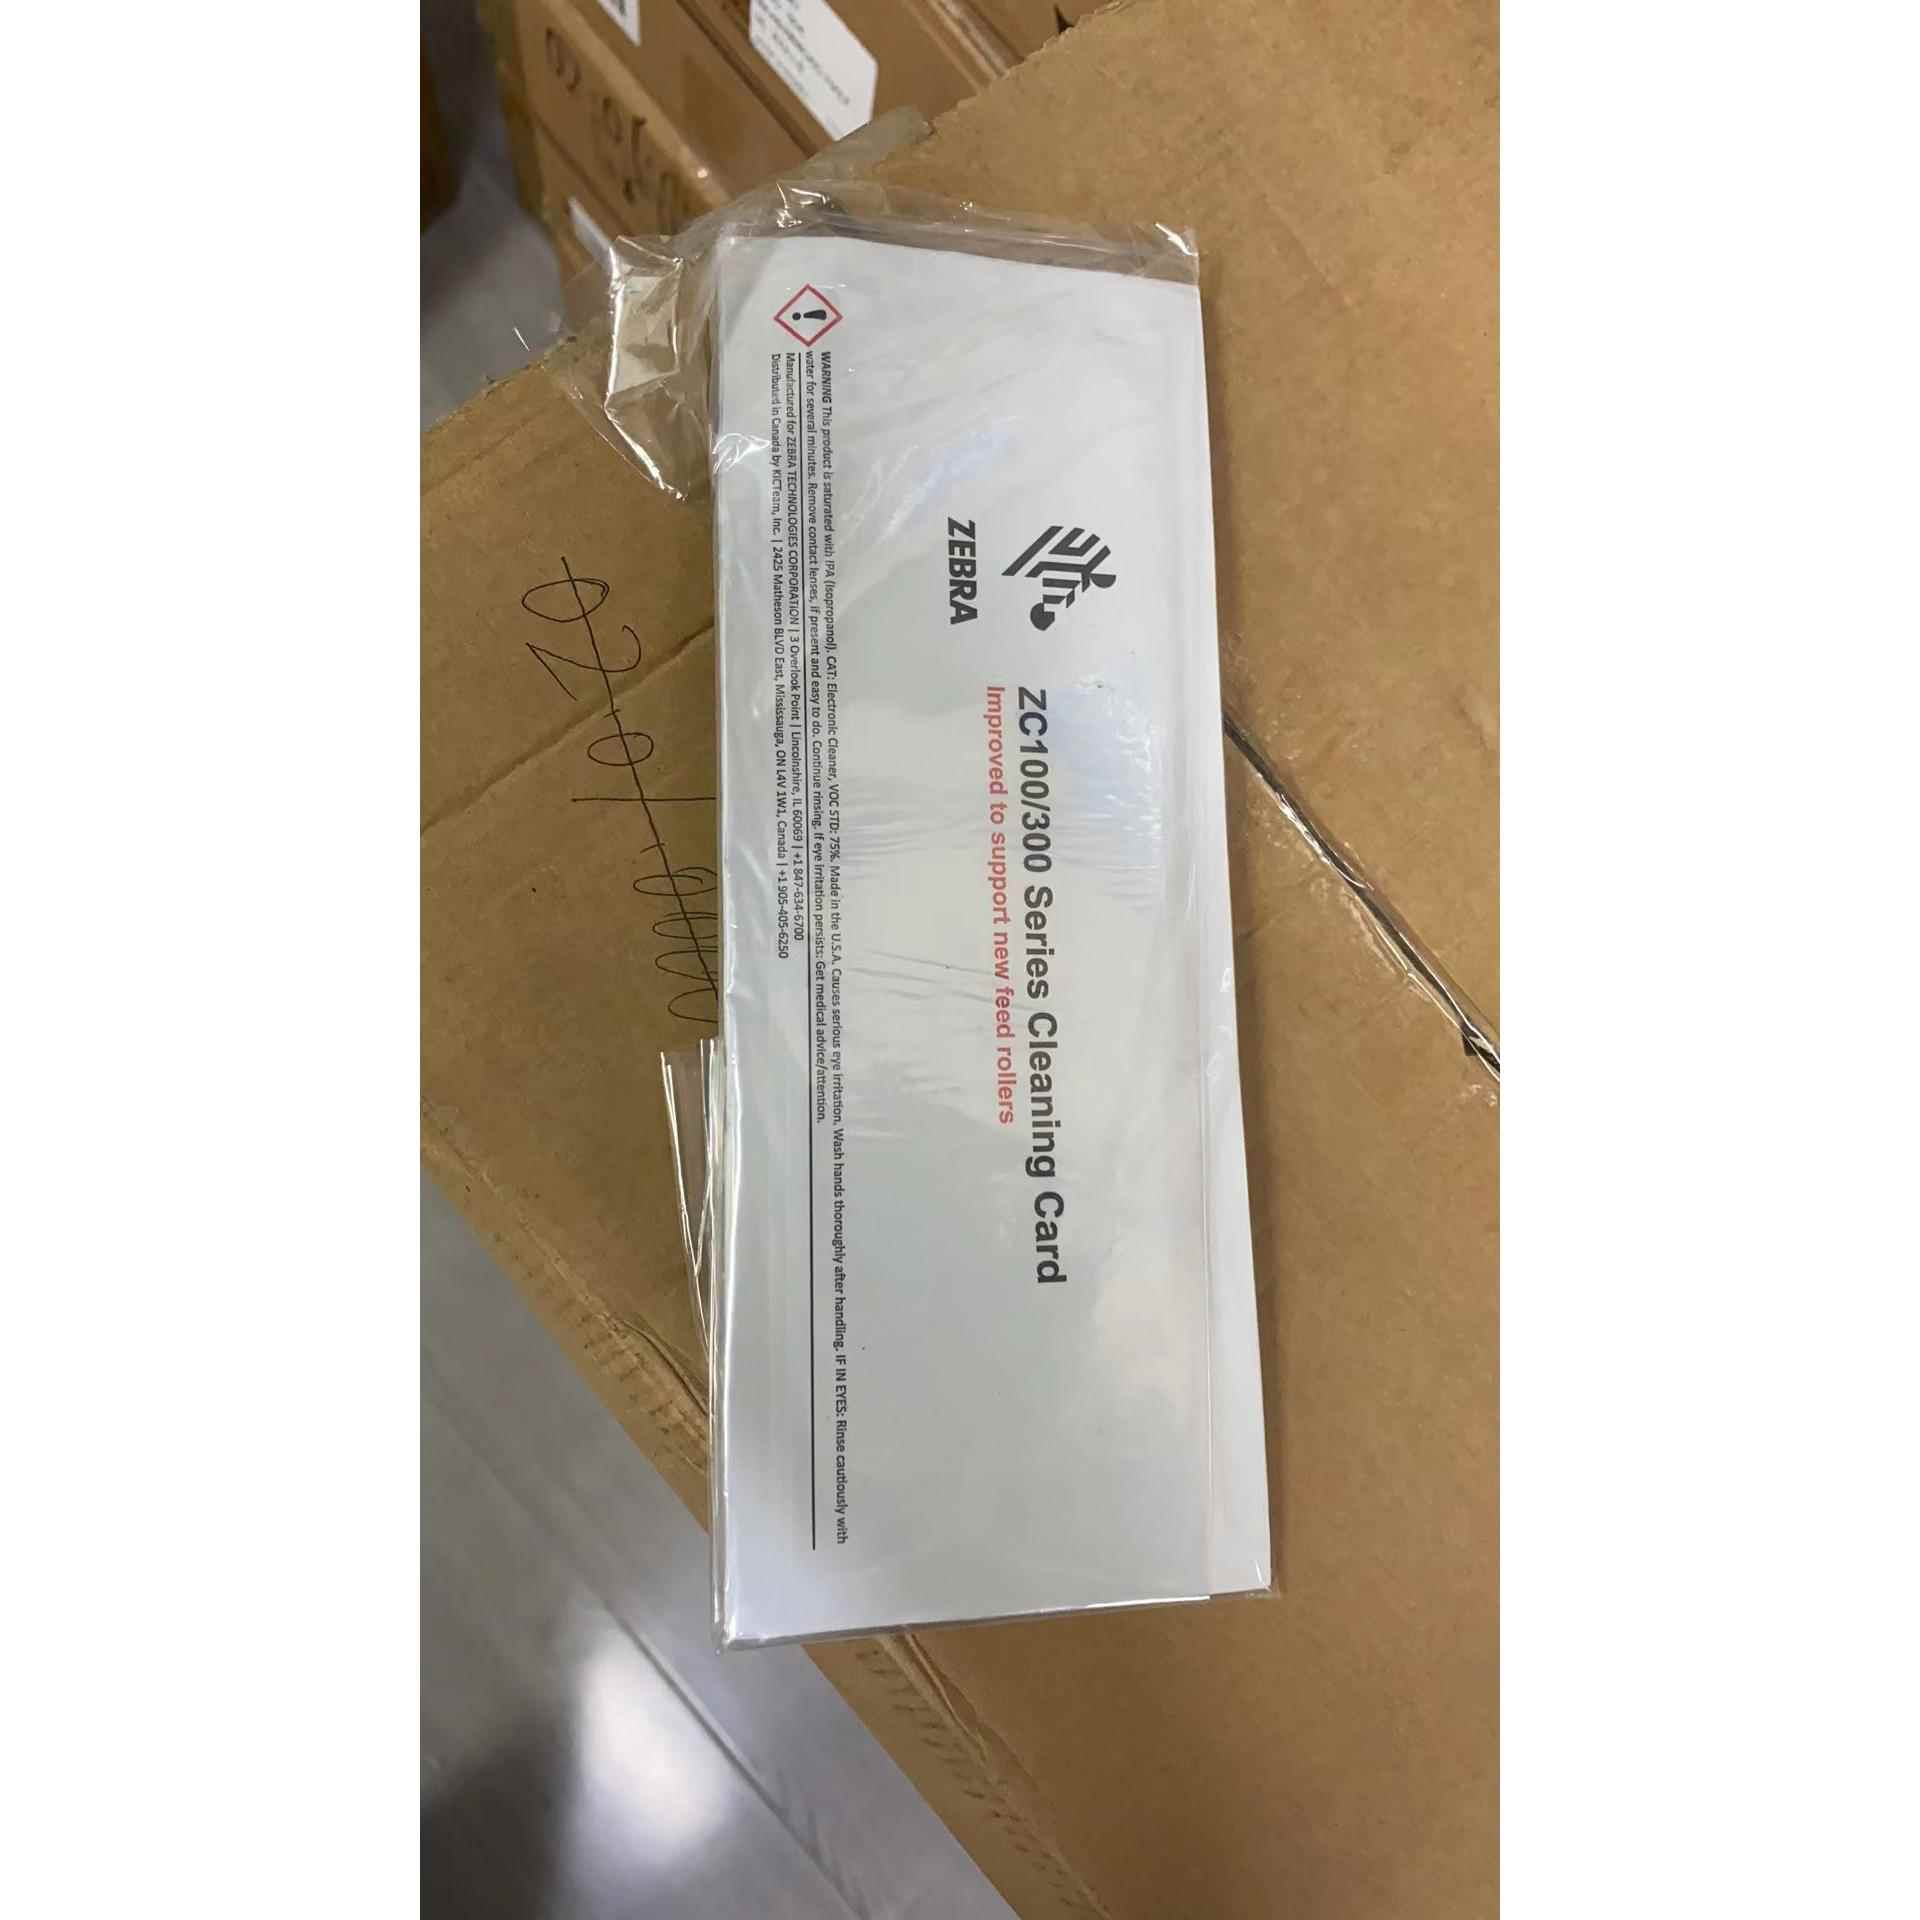 ZEBRA
ZC100/300 Series Cleaning Card
Improved to support new feed rollers
WARNING This product is saturated with IPA (Isopropanol). CAT: Electronic Cleaner, VOC STD: 75%. Made in the U.S.A. Causes serious eye irritation. Wash hands thoroughly after handling. IF IN EYES: Rinse cautiously with
water for several minutes. Remove contact lenses, if present and easy to do. Continue rinsing. If eye irritation persists: Get medical advice/attention.
Manufactured for ZEBRA TECHNOLOGIES CORPORATION | 3 Overlook Point | Lincolnshire, IL 60069 | +1 847-634-6700
Distributed in Canada by KICTeam, Inc. | 2425 Matheson BLVD East, Mississauga, ON L4V 1W1, Canada | +1 905-405-6250